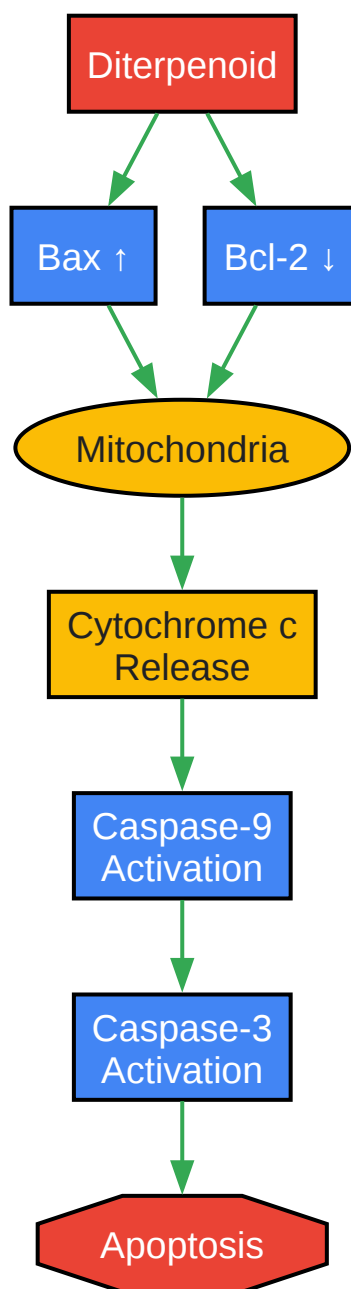 Diterpenoid
Bax ↑
Bcl-2 ↓
Mitochondria
Cytochrome c
Release
Caspase-9
Activation
Caspase-3
Activation
Apoptosis